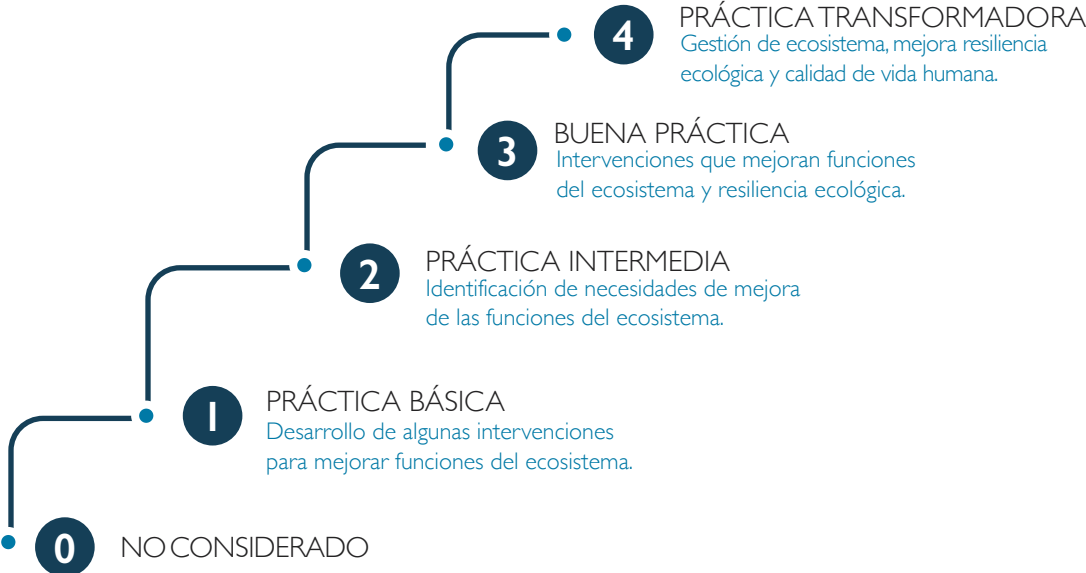 4
PRÁCTICA TRANSFORMADORA
Gestión de ecosistema, mejora resiliencia
ecológica y calidad de vida humana.
3
BUENA PRÁCTICA
Intervenciones que mejoran funciones
del ecosistema y resiliencia ecológica.
2
PRÁCTICA INTERMEDIA
Identificación de necesidades de mejora
de las funciones del ecosistema.
1
PRÁCTICA BÁSICA
Desarrollo de algunas intervenciones
para mejorar funciones del ecosistema.
0
NO CONSIDERADO